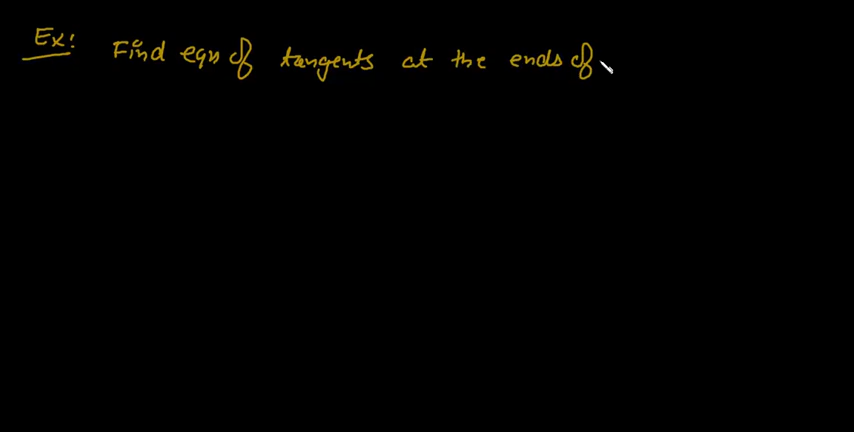 Ex: Find eqn of tangents at the ends of